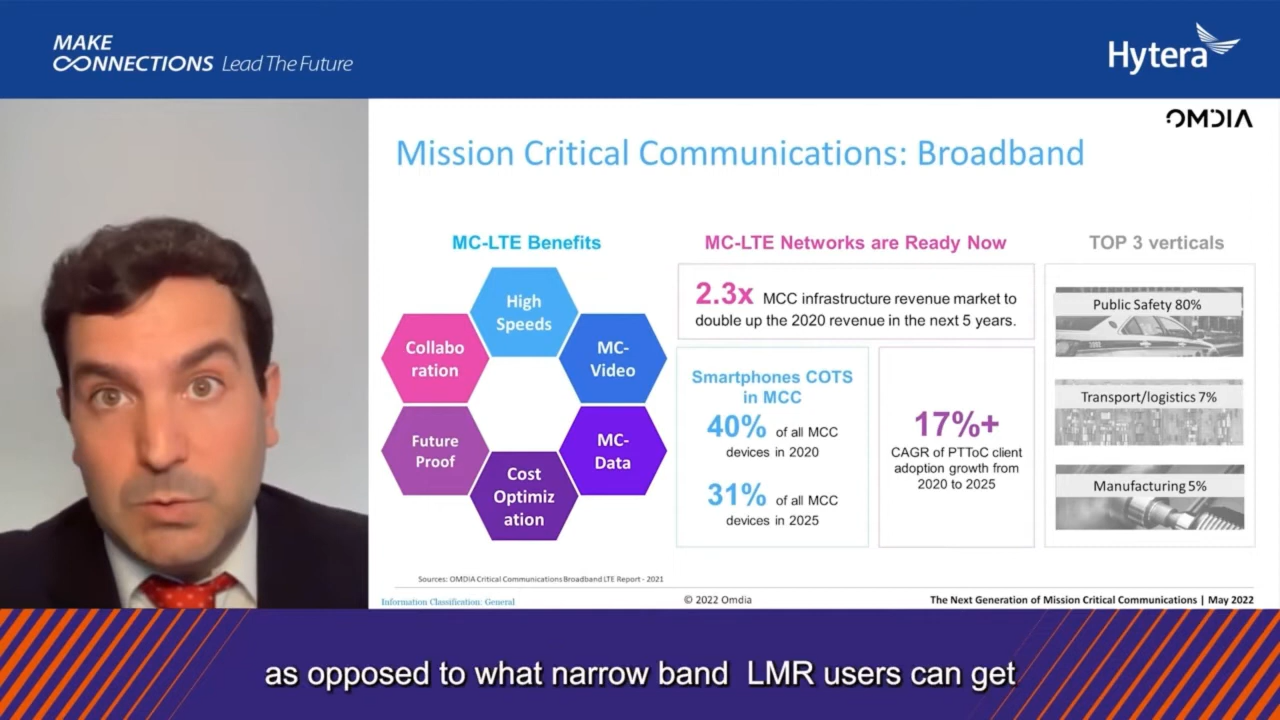 MAKE
CONNECTIONS Lead The Future
Hytera
OMDIA
Mission Critical Communications: Broadband
MC-LTE Benefits
High
Speeds
Collabo
ration
MC-
Video
Future
Proof
MC-
Data
Cost
Optimiz
ation
MC-LTE Networks are Ready Now
2.3x MCC infrastructure revenue market to
double up the 2020 revenue in the next 5 years.
Smartphones COTS
in MCC
40% of all MCC
devices in 2020
31% of all MCC
devices in 2025
17%+
CAGR of PTToC client
adoption growth from
2020 to 2025
TOP 3 verticals
Public Safety 80%
Transport/logistics 7%
Manufacturing 5%
Sources: OMDIA Critical Communications Broadband LTE Report - 2021
Information Classification: General
© 2022 Omdia
The Next Generation of Mission Critical Communications | May 2022
as opposed to what narrow band LMR users can get